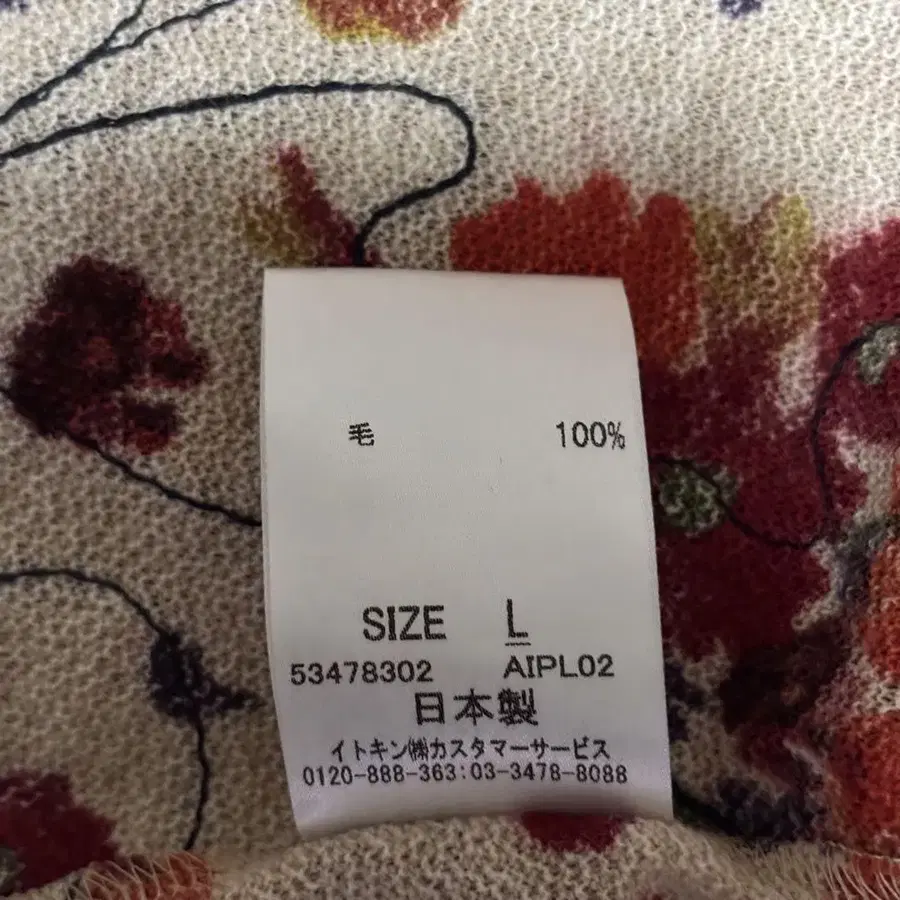 毛 100%
SIZE L
53478302 AIPL02
日本製
イトキン㈱カスタマーサービス
0120-888-363:03-3478-8088